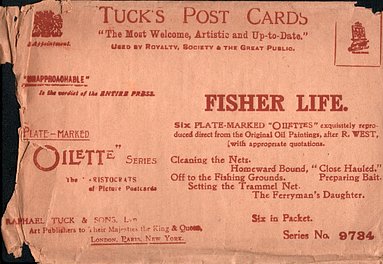 TUCK'S POST CARDS
"The Most Welcome, Artistic and Up-to-Date."
USED BY ROYALTY, SOCIETY & THE GREAT PUBLIC.
Appointment.
"UNAPPROACHABLE"
is the verdict of the ENTIRE PRESS.
FISHER LIFE.
SIX PLATE-MARKED "OILETTES" exquisitely reproduced direct from the Original Oil Paintings, after R. WEST,
(with appropriate quotations.
PLATE-MARKED
"OILETTE" SERIES
The "ARISTOCRATS
of Picture Postcards
Cleaning the Nets.
Homeward Bound, "Close Hauled."
Off to the Fishing Grounds. Preparing Bait.
Setting the Trammel Net.
The Ferryman's Daughter.
RAPHAEL TUCK & SONS, LTD
Art Publishers to Their Majesties the King & Queen,
LONDON, PARIS, NEW YORK.
Six in Packet.
Series No. 9784